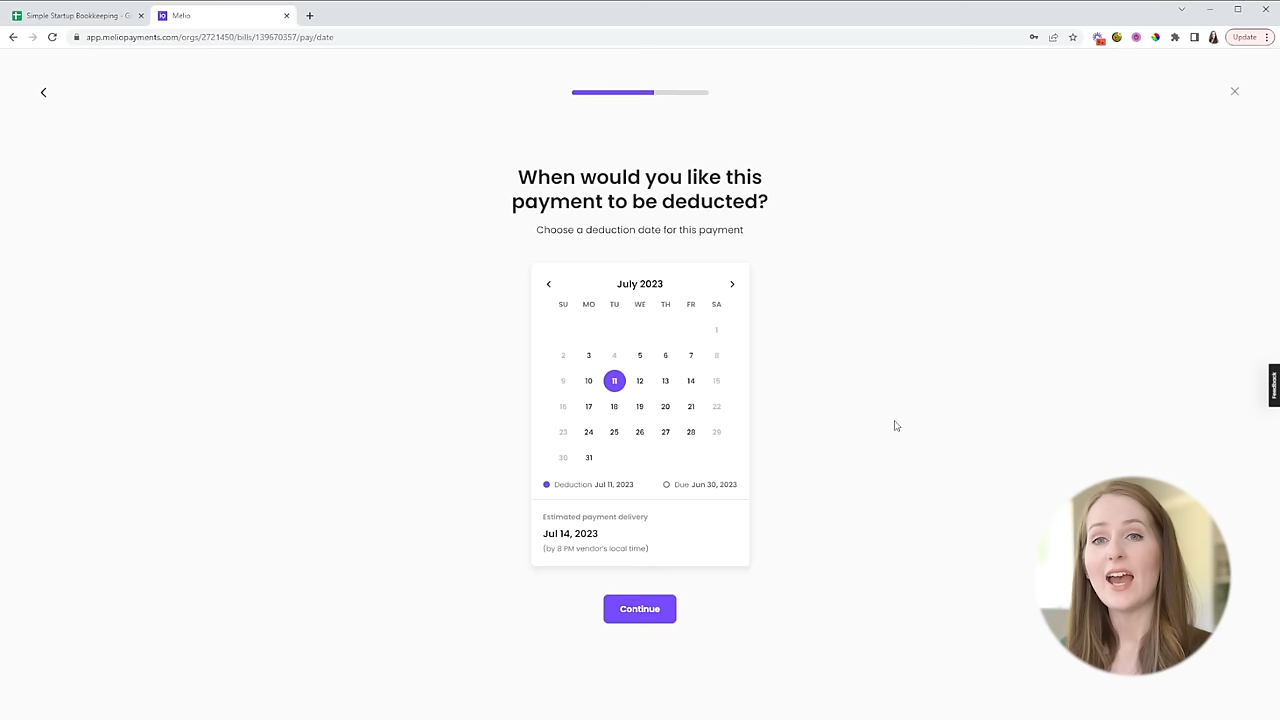 Simple Startup Bookkeeping - G
Melio
app.meliopayments.com/orgs/2721450/bills/139670357/pay/date
Update
When would you like this
payment to be deducted?
Choose a deduction date for this payment
July 2023
SU MO TU WE TH FR SA
1
2 3 4 5 6 7 8
9 10 11 12 13 14 15
16 17 18 19 20 21 22
23 24 25 26 27 28 29
30 31
Deduction Jul 11, 2023 Due Jun 30, 2023
Estimated payment delivery
Jul 14, 2023
(by 8 PM vendor's local time)
Continue
Feedback